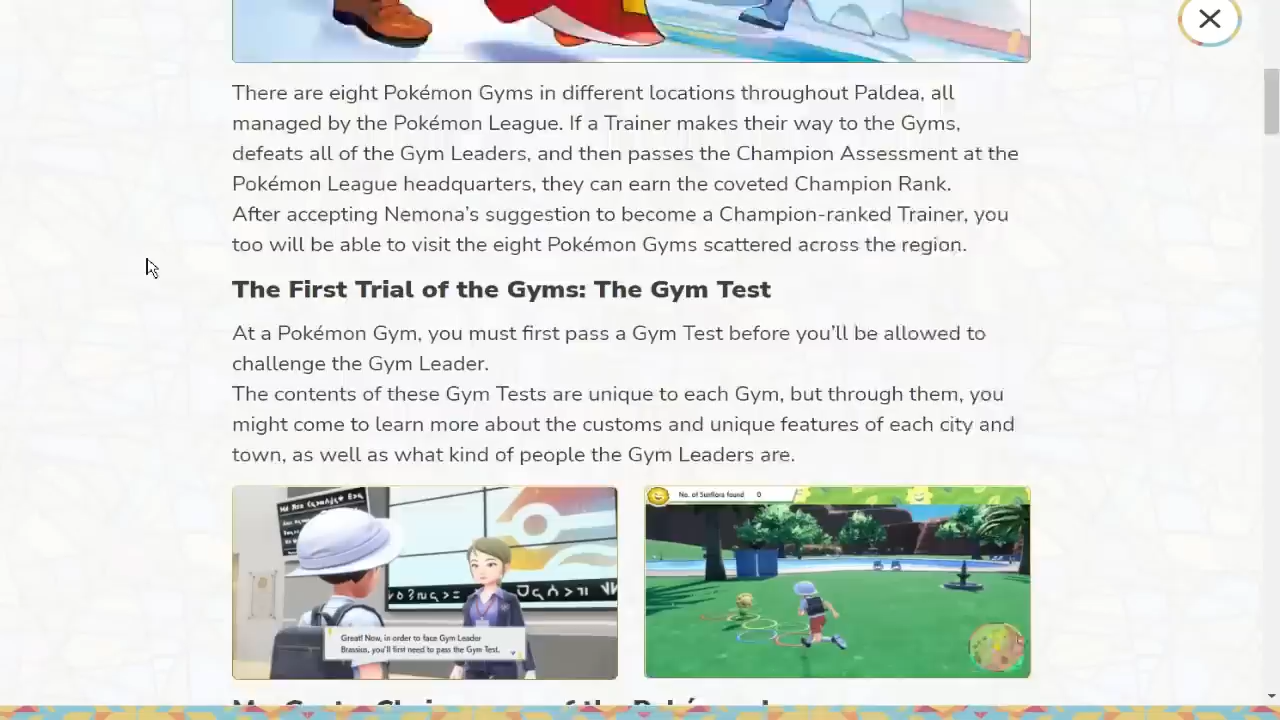 There are eight Pokémon Gyms in different locations throughout Paldea, all
managed by the Pokémon League. If a Trainer makes their way to the Gyms,
defeats all of the Gym Leaders, and then passes the Champion Assessment at the
Pokémon League headquarters, they can earn the coveted Champion Rank.
After accepting Nemona’s suggestion to become a Champion-ranked Trainer, you
too will be able to visit the eight Pokémon Gyms scattered across the region.
The First Trial of the Gyms: The Gym Test
At a Pokémon Gym, you must first pass a Gym Test before you’ll be allowed to
challenge the Gym Leader.
The contents of these Gym Tests are unique to each Gym, but through them, you
might come to learn more about the customs and unique features of each city and
town, as well as what kind of people the Gym Leaders are.
Great! Now, in order to face Gym Leader
Brassius, you'll first need to pass the Gym Test.
No. of Sunflora found 0